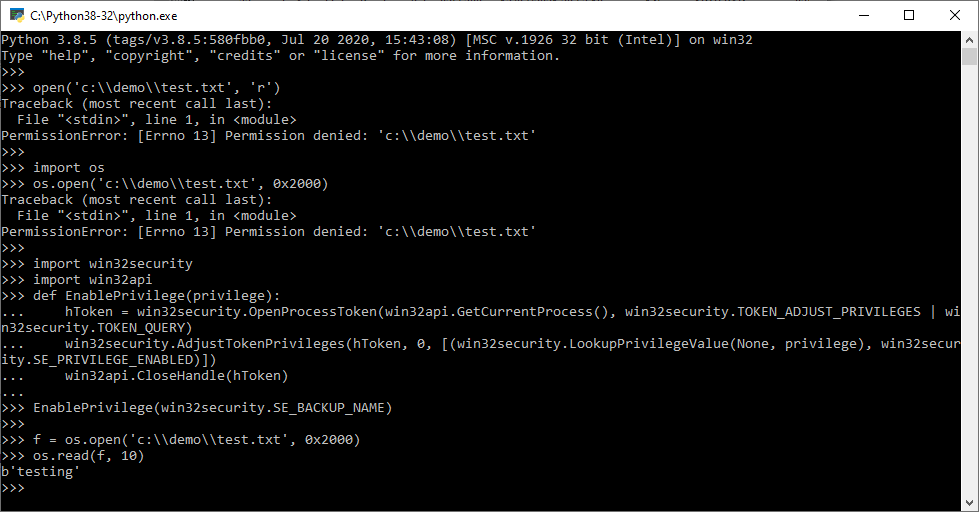 C:\Python38-32\python.exe
Python 3.8.5 (tags/v3.8.5:580fbb0, Jul 20 2020, 15:43:08) [MSC v.1926 32 bit (Intel)] on win32
Type "help", "copyright", "credits" or "license" for more information.
>>>
>>> open('c:\\demo\\test.txt', 'r')
Traceback (most recent call last):
  File "<stdin>", line 1, in <module>
PermissionError: [Errno 13] Permission denied: 'c:\\demo\\test.txt'
>>>
>>> import os
>>> os.open('c:\\demo\\test.txt', 0x2000)
Traceback (most recent call last):
  File "<stdin>", line 1, in <module>
PermissionError: [Errno 13] Permission denied: 'c:\\demo\\test.txt'
>>>
>>> import win32security
>>> import win32api
>>> def EnablePrivilege(privilege):
...     hToken = win32security.OpenProcessToken(win32api.GetCurrentProcess(), win32security.TOKEN_ADJUST_PRIVILEGES | wi
n32security.TOKEN_QUERY)
...     win32security.AdjustTokenPrivileges(hToken, 0, [(win32security.LookupPrivilegeValue(None, privilege), win32secur
ity.SE_PRIVILEGE_ENABLED)])
...     win32api.CloseHandle(hToken)
...
>>> EnablePrivilege(win32security.SE_BACKUP_NAME)
>>>
>>> f = os.open('c:\\demo\\test.txt', 0x2000)
>>> os.read(f, 10)
b'testing'
>>>